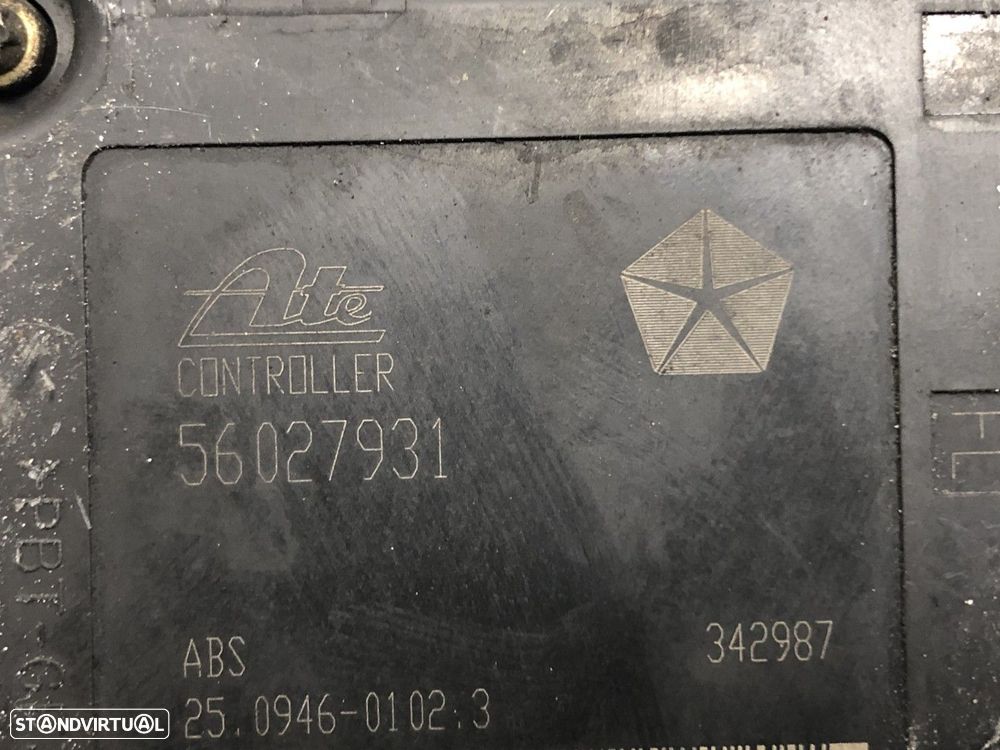 Ate
CONTROLLER
56027931
ABS
342987
25.0946-0102.3
STANDVIRTUAL